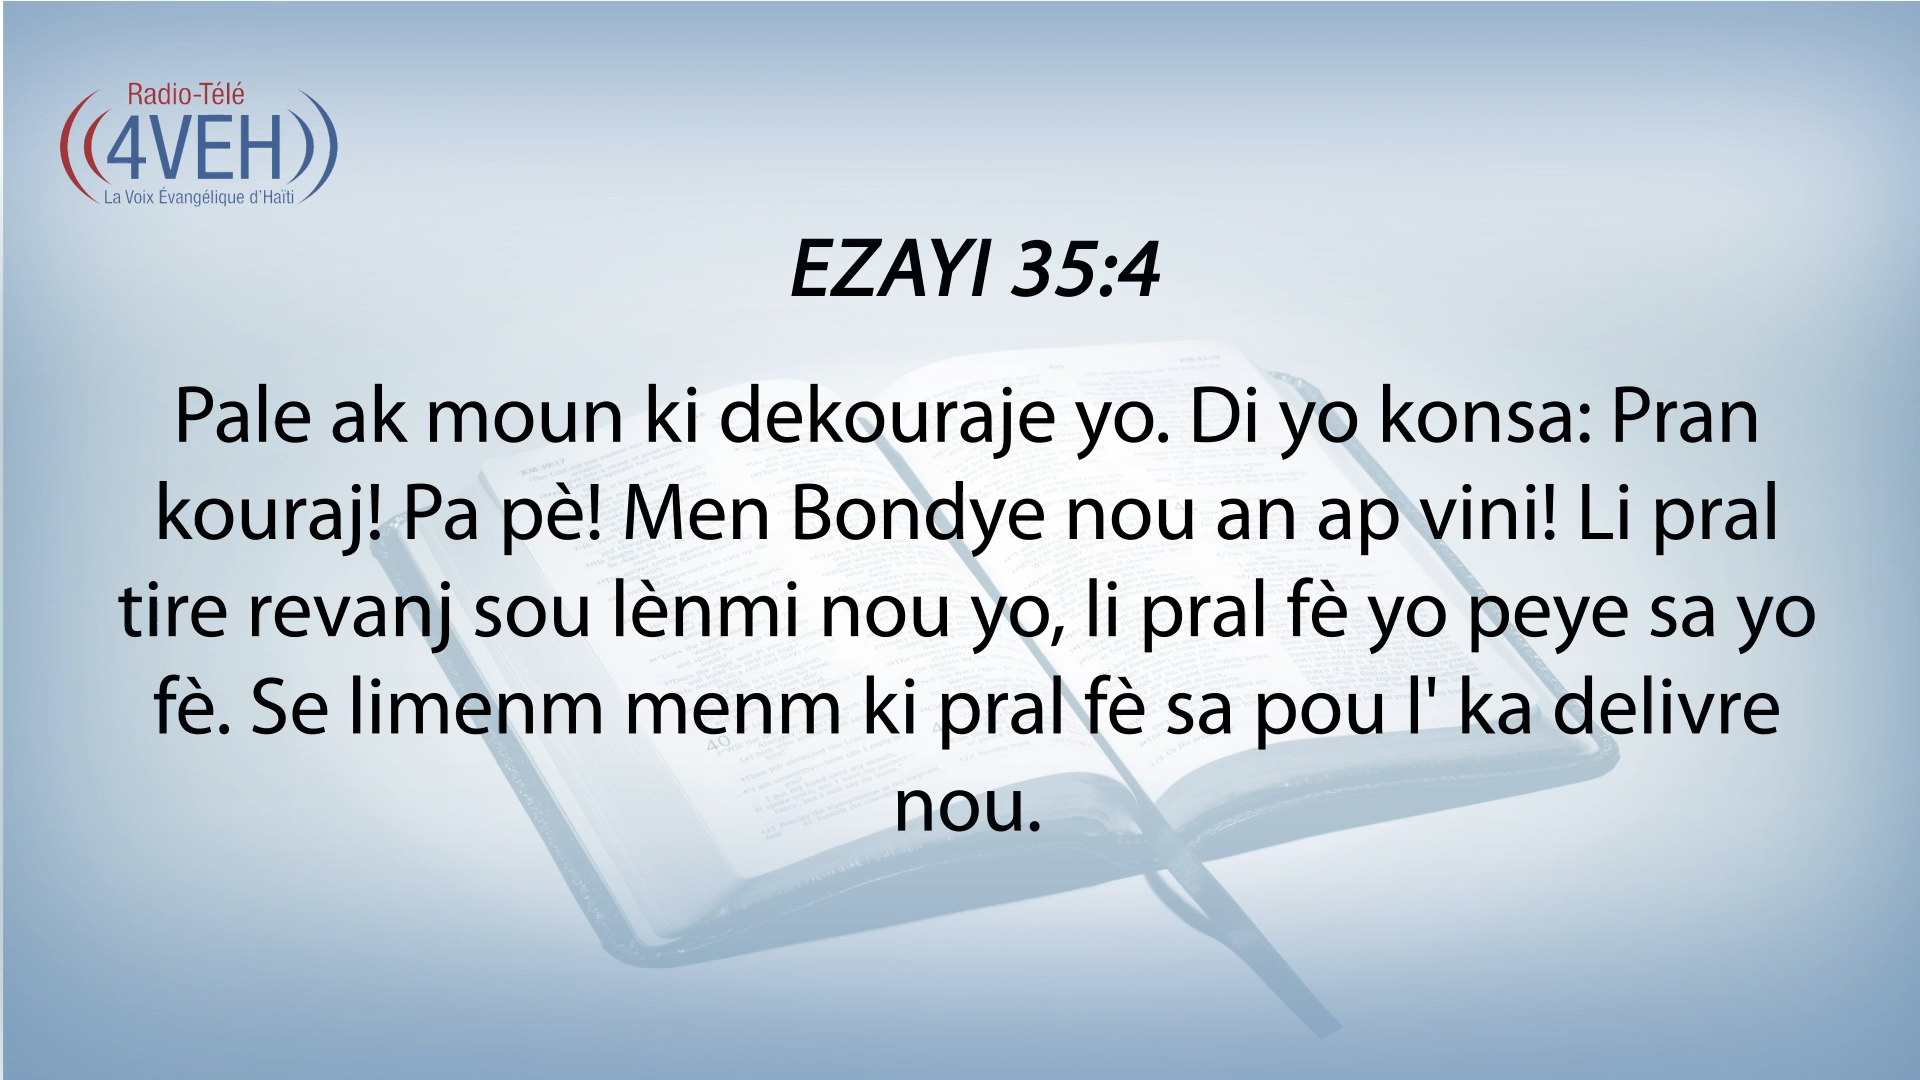 Radio-Télé
4VEH
La Voix Évangélique d'Haïti
EZAYI 35:4
Pale ak moun ki dekouraje yo. Di yo konsa: Pran
kouraj! Pa pè! Men Bondye nou an ap vini! Li pral
tire revanj sou lènmi nou yo, li pral fè yo peye sa yo
fè. Se limenm menm ki pral fè sa pou l' ka delivre
nou.